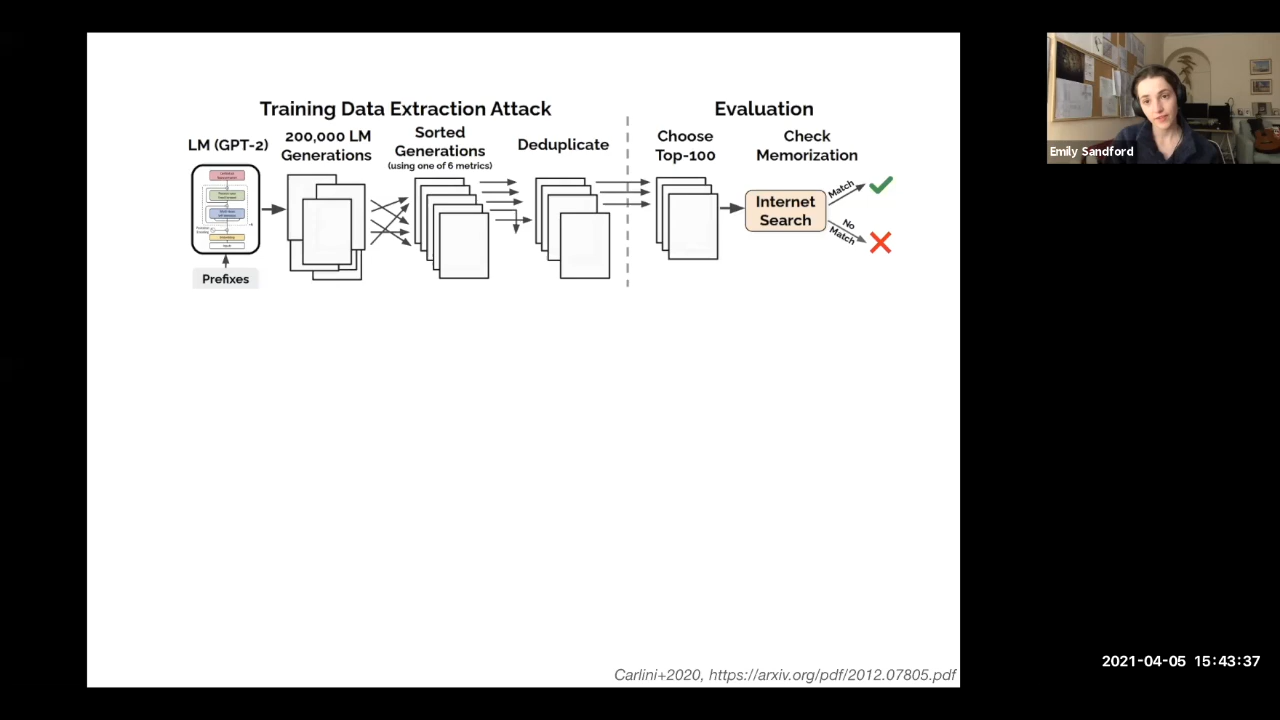 Training Data Extraction Attack
Evaluation
LM (GPT-2)
200,000 LM
Generations
Sorted
Generations
(using one of 6 metrics)
Deduplicate
Choose
Top-100
Check
Memorization
Prefixes
Internet
Search
Match
No
Match
Carlini+2020, https://arxiv.org/pdf/2012.07805.pdf
Emily Sandford
2021-04-05 15:43:37